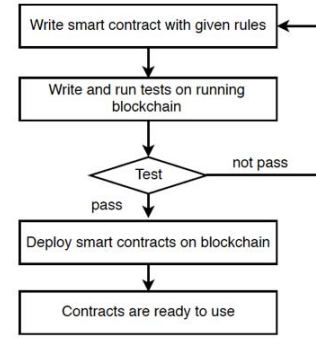 Write smart contract with given rules
Write and run tests on running
blockchain
Test
not pass
pass
Deploy smart contracts on blockchain
Contracts are ready to use